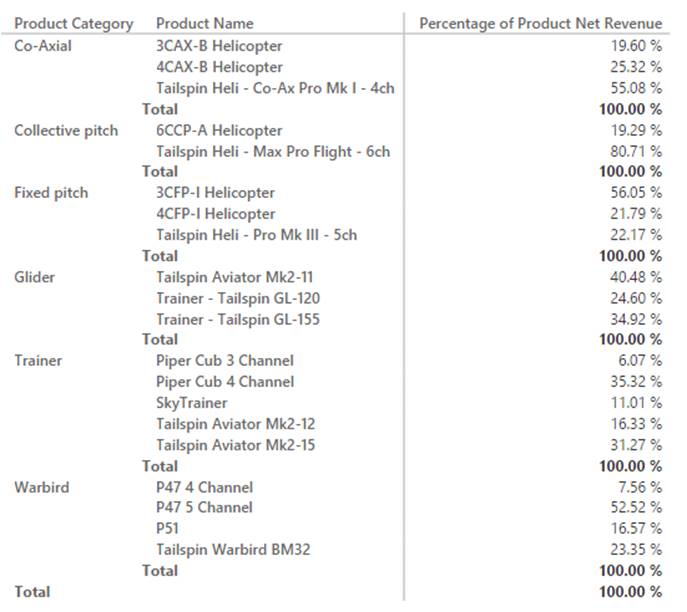 Product Category Product Name Percentage of Product Net Revenue
Co-Axial 3CAX-B Helicopter 19.60 %
4CAX-B Helicopter 25.32 %
Tailspin Heli - Co-Ax Pro Mk I - 4ch 55.08 %
Total 100.00 %
Collective pitch 6CCP-A Helicopter 19.29 %
Tailspin Heli - Max Pro Flight - 6ch 80.71 %
Total 100.00 %
Fixed pitch 3CFP-I Helicopter 56.05 %
4CFP-I Helicopter 21.79 %
Tailspin Heli - Pro Mk III - 5ch 22.17 %
Total 100.00 %
Glider Tailspin Aviator Mk2-11 40.48 %
Trainer - Tailspin GL-120 24.60 %
Trainer - Tailspin GL-155 34.92 %
Total 100.00 %
Trainer Piper Cub 3 Channel 6.07 %
Piper Cub 4 Channel 35.32 %
SkyTrainer 11.01 %
Tailspin Aviator Mk2-12 16.33 %
Tailspin Aviator Mk2-15 31.27 %
Total 100.00 %
Warbird P47 4 Channel 7.56 %
P47 5 Channel 52.52 %
P51 16.57 %
Tailspin Warbird BM32 23.35 %
Total 100.00 %
Total 100.00 %